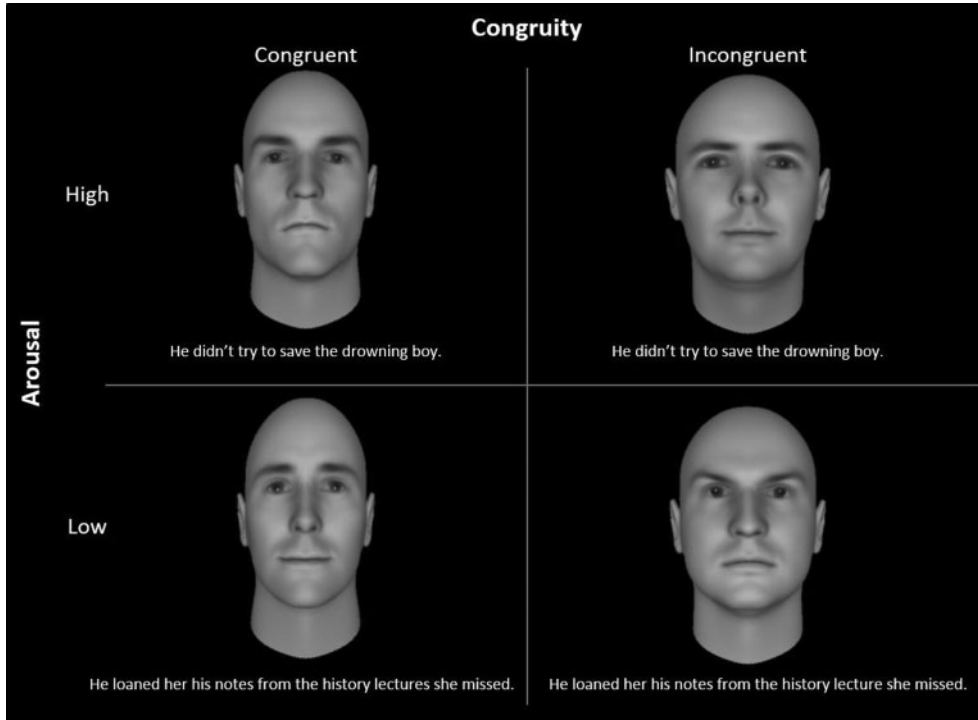 Congruity
Congruent
Incongruent
High
He didn't try to save the drowning boy.
He didn't try to save the drowning boy.
Arousal
Low
He loaned her his notes from the history lectures she missed.
He loaned her his notes from the history lecture she missed.